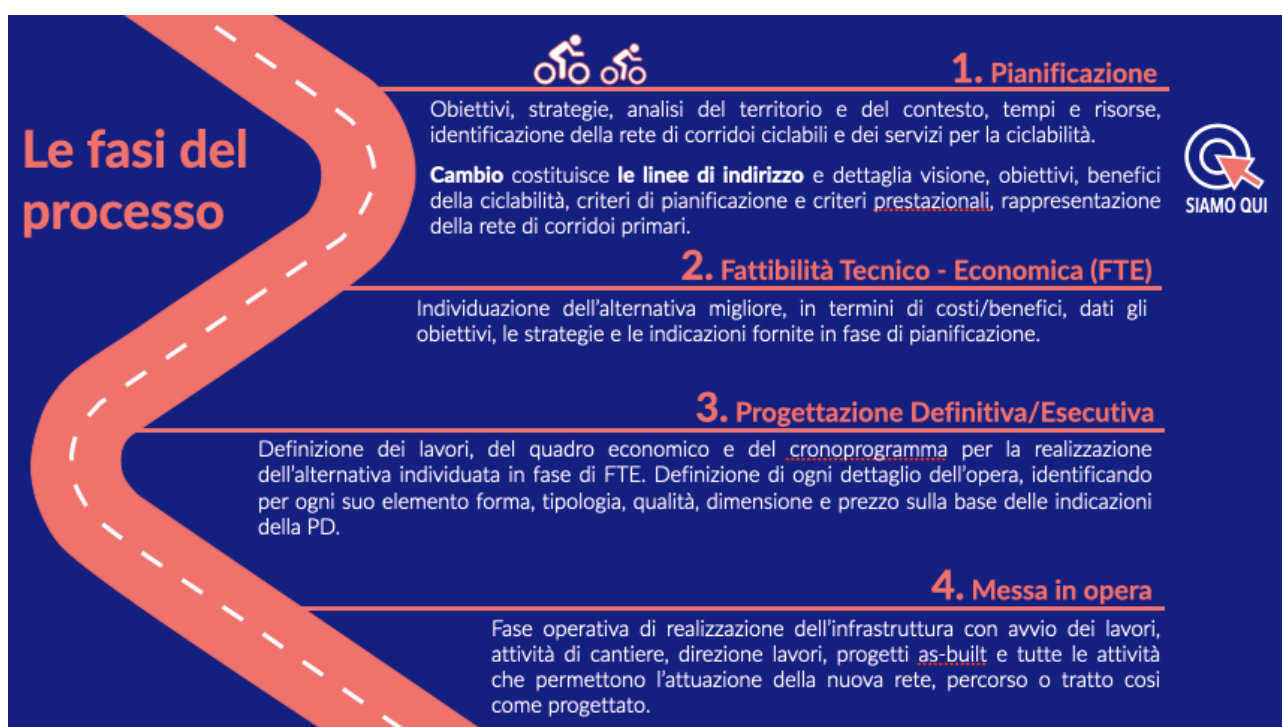 Le fasi del
processo
1. Pianificazione
Obiettivi, strategie, analisi del territorio e del contesto, tempi e risorse,
identificazione della rete di corridoi ciclabili e dei servizi per la ciclabilità.
Cambio costituisce le linee di indirizzo e dettaglia visione, obiettivi, benefici
della ciclabilità, criteri di pianificazione e criteri prestazionali, rappresentazione
della rete di corridoi primari.
SIAMO QUI
2. Fattibilità Tecnico - Economica (FTE)
Individuazione dell'alternativa migliore, in termini di costi/benefici, dati gli
obiettivi, le strategie e le indicazioni fornite in fase di pianificazione.
3. Progettazione Definitiva/Esecutiva
Definizione dei lavori, del quadro economico e del cronoprogramma per la realizzazione
dell'alternativa individuata in fase di FTE. Definizione di ogni dettaglio dell'opera, identificando
per ogni suo elemento forma, tipologia, qualità, dimensione e prezzo sulla base delle indicazioni
della PD.
4. Messa in opera
Fase operativa di realizzazione dell'infrastruttura con avvio dei lavori,
attività di cantiere, direzione lavori, progetti as-built e tutte le attività
che permettono l'attuazione della nuova rete, percorso o tratto cosi
come progettato.